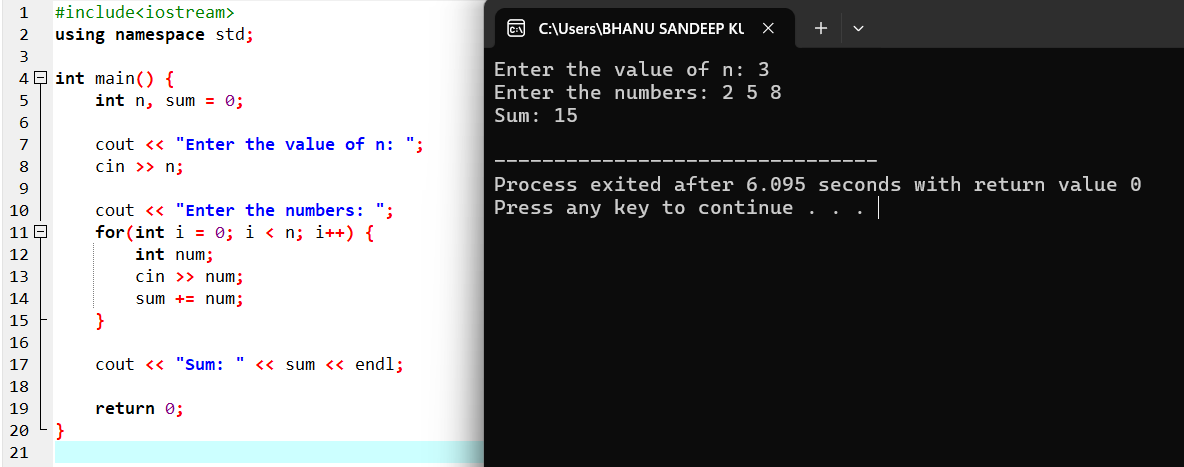 1 #include<iostream>
2 using namespace std;
3
4 int main() {
5 int n, sum = 0;
6
7 cout << "Enter the value of n: ";
8 cin >> n;
9
10 cout << "Enter the numbers: ";
11 for(int i = 0; i < n; i++) {
12 int num;
13 cin >> num;
14 sum += num;
15 }
16
17 cout << "Sum: " << sum << endl;
18
19 return 0;
20 }
21
C:\Users\BHANU SANDEEP KU
Enter the value of n: 3
Enter the numbers: 2 5 8
Sum: 15
--------------------------------
Process exited after 6.095 seconds with return value 0
Press any key to continue . . .